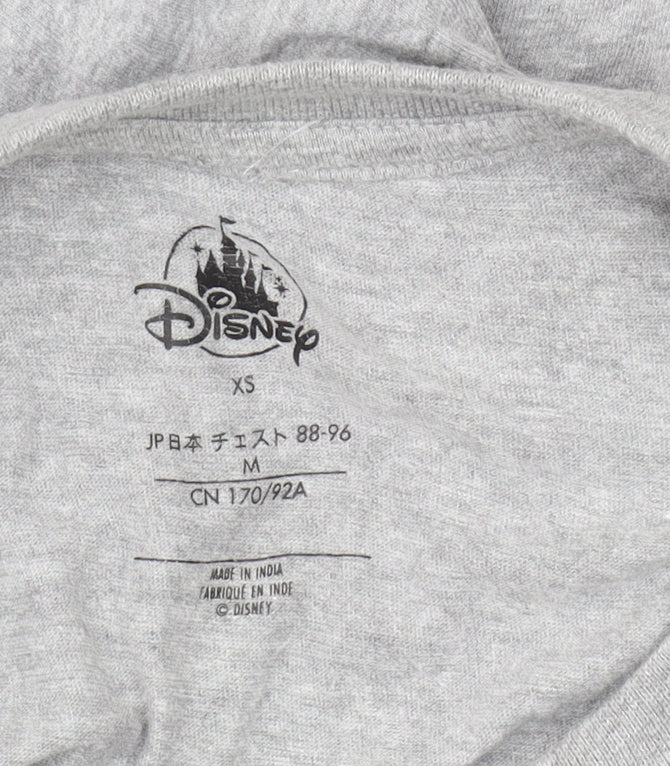 DISNEY
XS
JP日本 チェスト 88-96
M
CN 170/92A
MADE IN INDIA
FABRIQUÉ EN INDE
© DISNEY